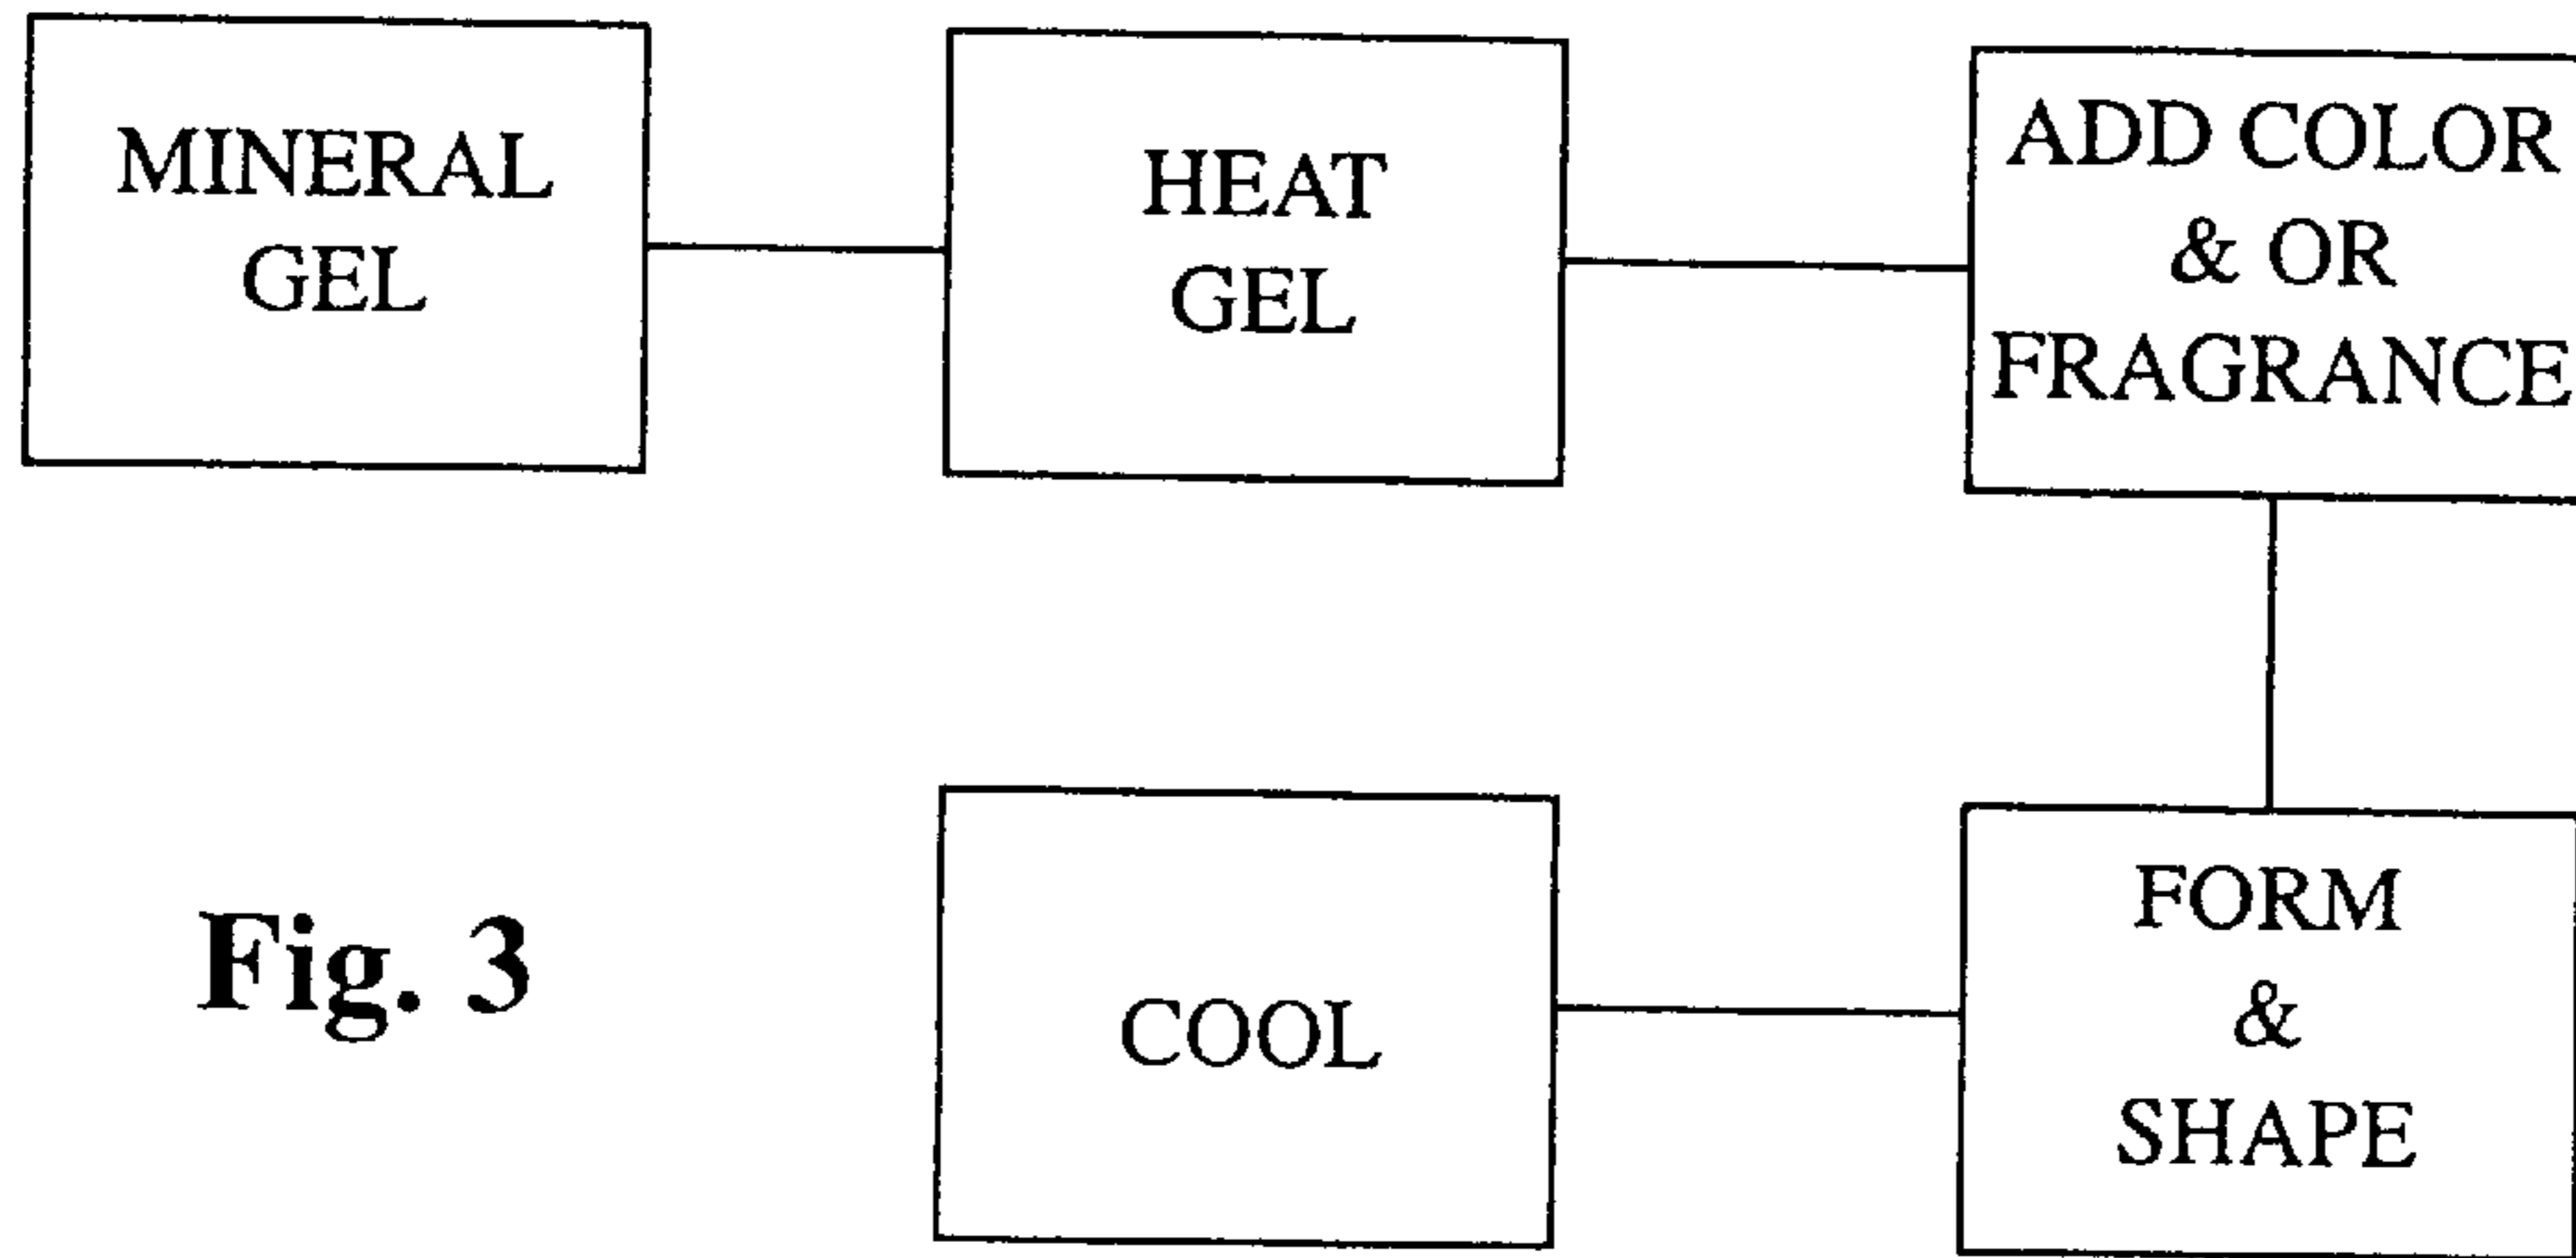 MINERAL
GEL
HEAT
GEL
ADD COLOR
& OR
FRAGRANCE
FORM
&
SHAPE
COOL
Fig. 3